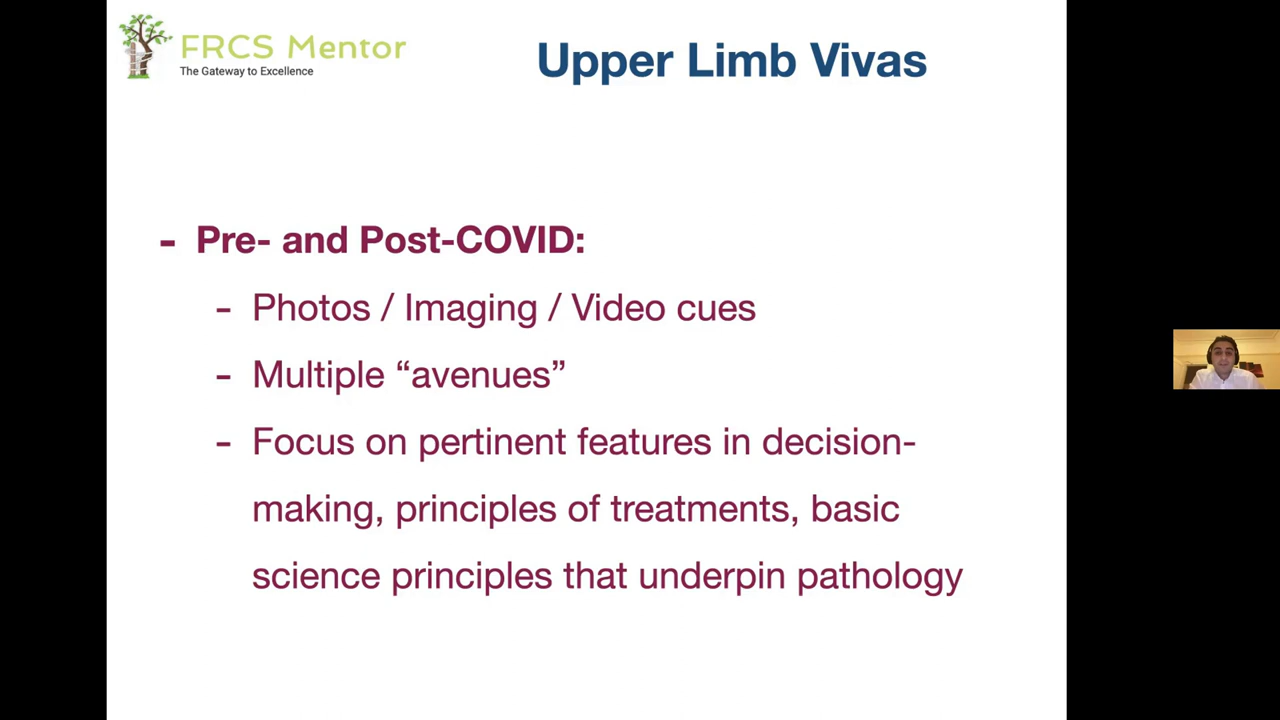 FRCS Mentor
The Gateway to Excellence
Upper Limb Vivas
- Pre- and Post-COVID:
- Photos / Imaging / Video cues
- Multiple “avenues”
- Focus on pertinent features in decision-
making, principles of treatments, basic
science principles that underpin pathology